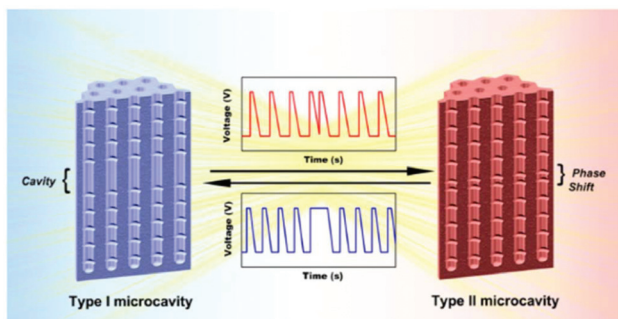 Voltage (V)
Time (s)
Cavity {
} Phase
Shift
Voltage (V)
Time (s)
Type I microcavity
Type II microcavity